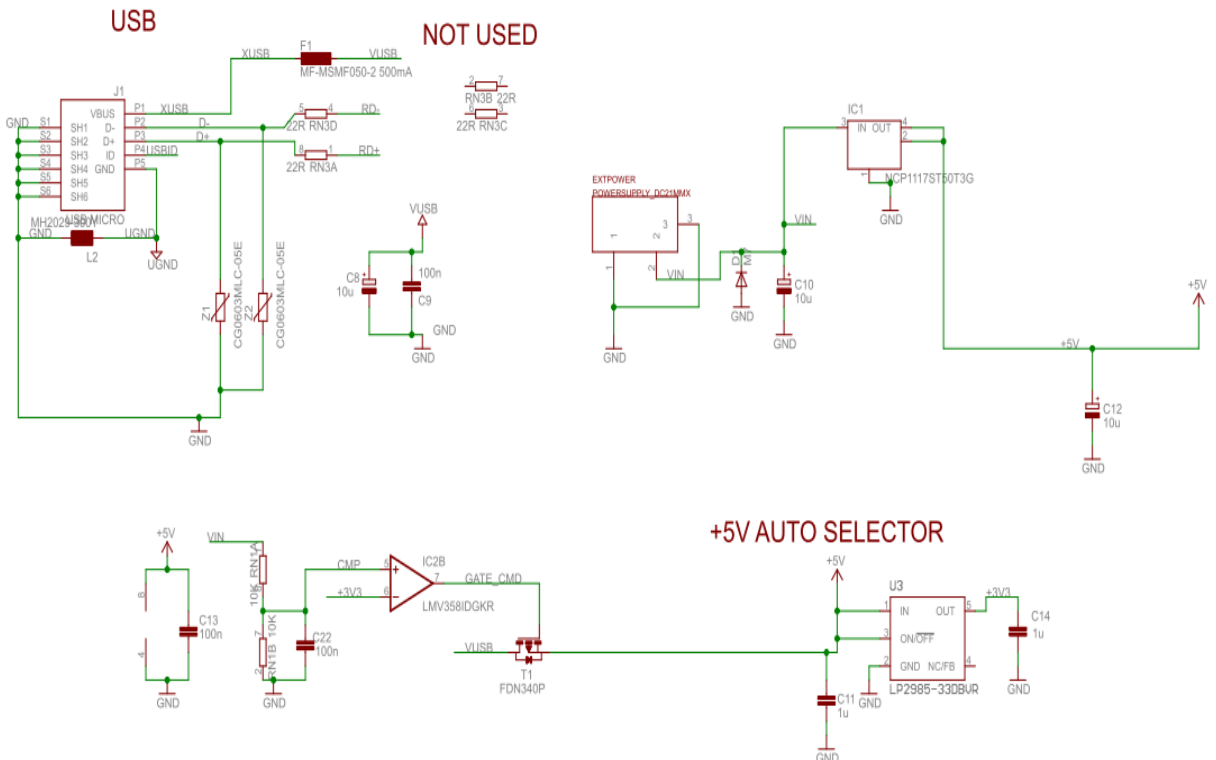 USB
NOT USED
F1
XUSB
VUSB
MF-MSMF050-2 500mA
2
7
RN3B 22R
6
3
22R RN3C
J1
VBUS
D-
D+
ID
GND
SH1
SH2
SH3
SH4
SH5
SH6
P1
P2
P3
P4
P5
S1
S2
S3
S4
S5
S6
GND
XUSB
D-
D+
USBID
5
4
RD-
22R RN3D
8
1
RD+
22R RN3A
USB MICRO
GND
UGND
L2
UGND
Z1
CG0603MLC-05E
Z2
CG0603MLC-05E
GND
VUSB
C8
10u
100n
C9
GND
GND
EXTPOWER
POWERSUPPLY_DC21MMX
1
2
3
1
2
3
VIN
GND
D1
GND
VIN
C10
10u
GND
IC1
3
IN OUT
4
2
1
NCP1117ST50T3G
GND
+5V
+5V
C12
10u
GND
+5V
8
4
C13
100n
GND
VIN
10K RN1A
RN1B 10K
7
2
GND
C22
100n
CMP
+3V3
5
6
+
-
7
IC2B
LMV358IDGKR
GATE_CMD
VUSB
T1
FDN340P
+5V AUTO SELECTOR
+5V
C11
1u
GND
U3
1
IN
OUT
5
3
ON/OFF
2
GND
NC/FB
4
LP2985-33DBVR
GND
+3V3
C14
1u
GND